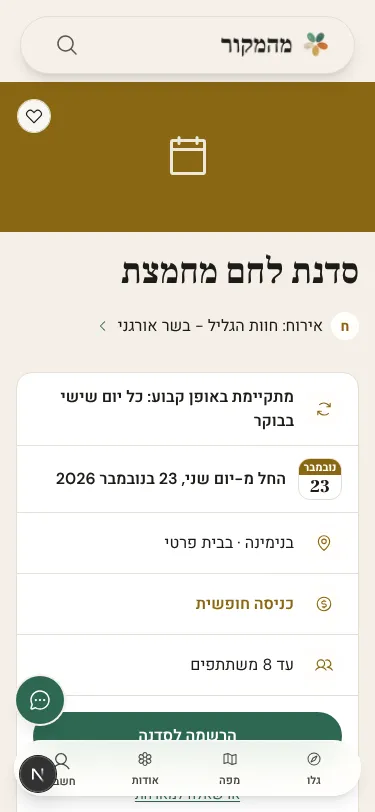 מהמקור
סדנת לחם מחמצת
ח
אירוח: חוות הגליל - בשר אורגני
מתקיימת באופן קבוע: כל יום שישי
בבוקר
נובמבר
23
החל מ-יום שני, 23 בנובמבר 2026
בנימינה · בבית פרטי
כניסה חופשית
עד 8 משתתפים
הרשמה לסדנה
גלו
מפה
אודות
חשב
N